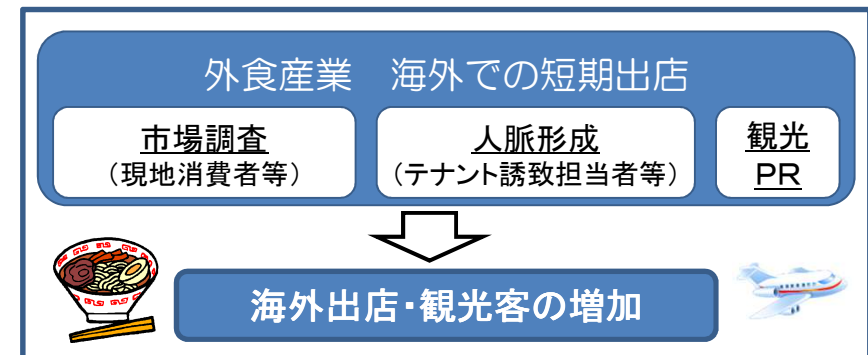 外食産業　海外での短期出店
市場調査
（現地消費者等）
人脈形成
（テナント誘致担当者等）
観光
ＰＲ
海外出店・観光客の増加